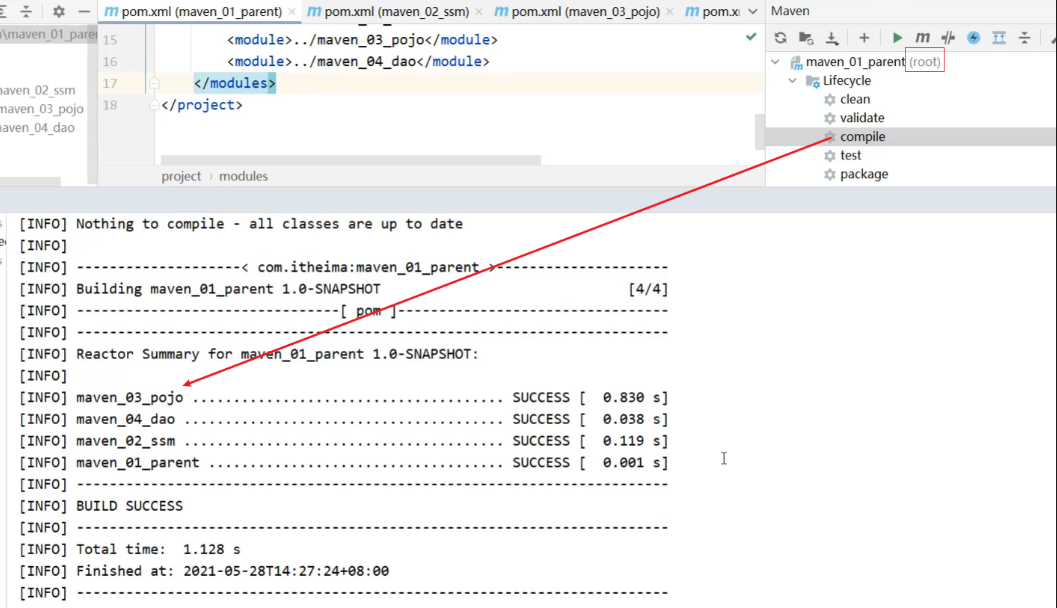 pom.xml (maven_01_parent) × pom.xml (maven_02_ssm) × pom.xml (maven_03_pojo) × Maven
\maven_01_paren
15 <module>../maven_03_pojo</module>
16 <module>../maven_04_dao</module>
17 </modules>
18 </project>
aven_02_ssm
maven_03_pojo
aven_04_dao
project › modules
maven_01_parent (root)
Lifecycle
clean
validate
compile
test
package
[INFO] Nothing to compile - all classes are up to date
[INFO]
[INFO] --------------------< com.itheima:maven_01_parent >---------------------
[INFO] Building maven_01_parent 1.0-SNAPSHOT [4/4]
[INFO] --------------------------------[ pom ]---------------------------------
[INFO] ------------------------------------------------------------------------
[INFO] Reactor Summary for maven_01_parent 1.0-SNAPSHOT:
[INFO]
[INFO] maven_03_pojo ...................................... SUCCESS [  0.830 s]
[INFO] maven_04_dao ....................................... SUCCESS [  0.038 s]
[INFO] maven_02_ssm ....................................... SUCCESS [  0.119 s]
[INFO] maven_01_parent .................................... SUCCESS [  0.001 s]
[INFO] ------------------------------------------------------------------------
[INFO] BUILD SUCCESS
[INFO] ------------------------------------------------------------------------
[INFO] Total time:  1.128 s
[INFO] Finished at: 2021-05-28T14:27:24+08:00
[INFO] ------------------------------------------------------------------------